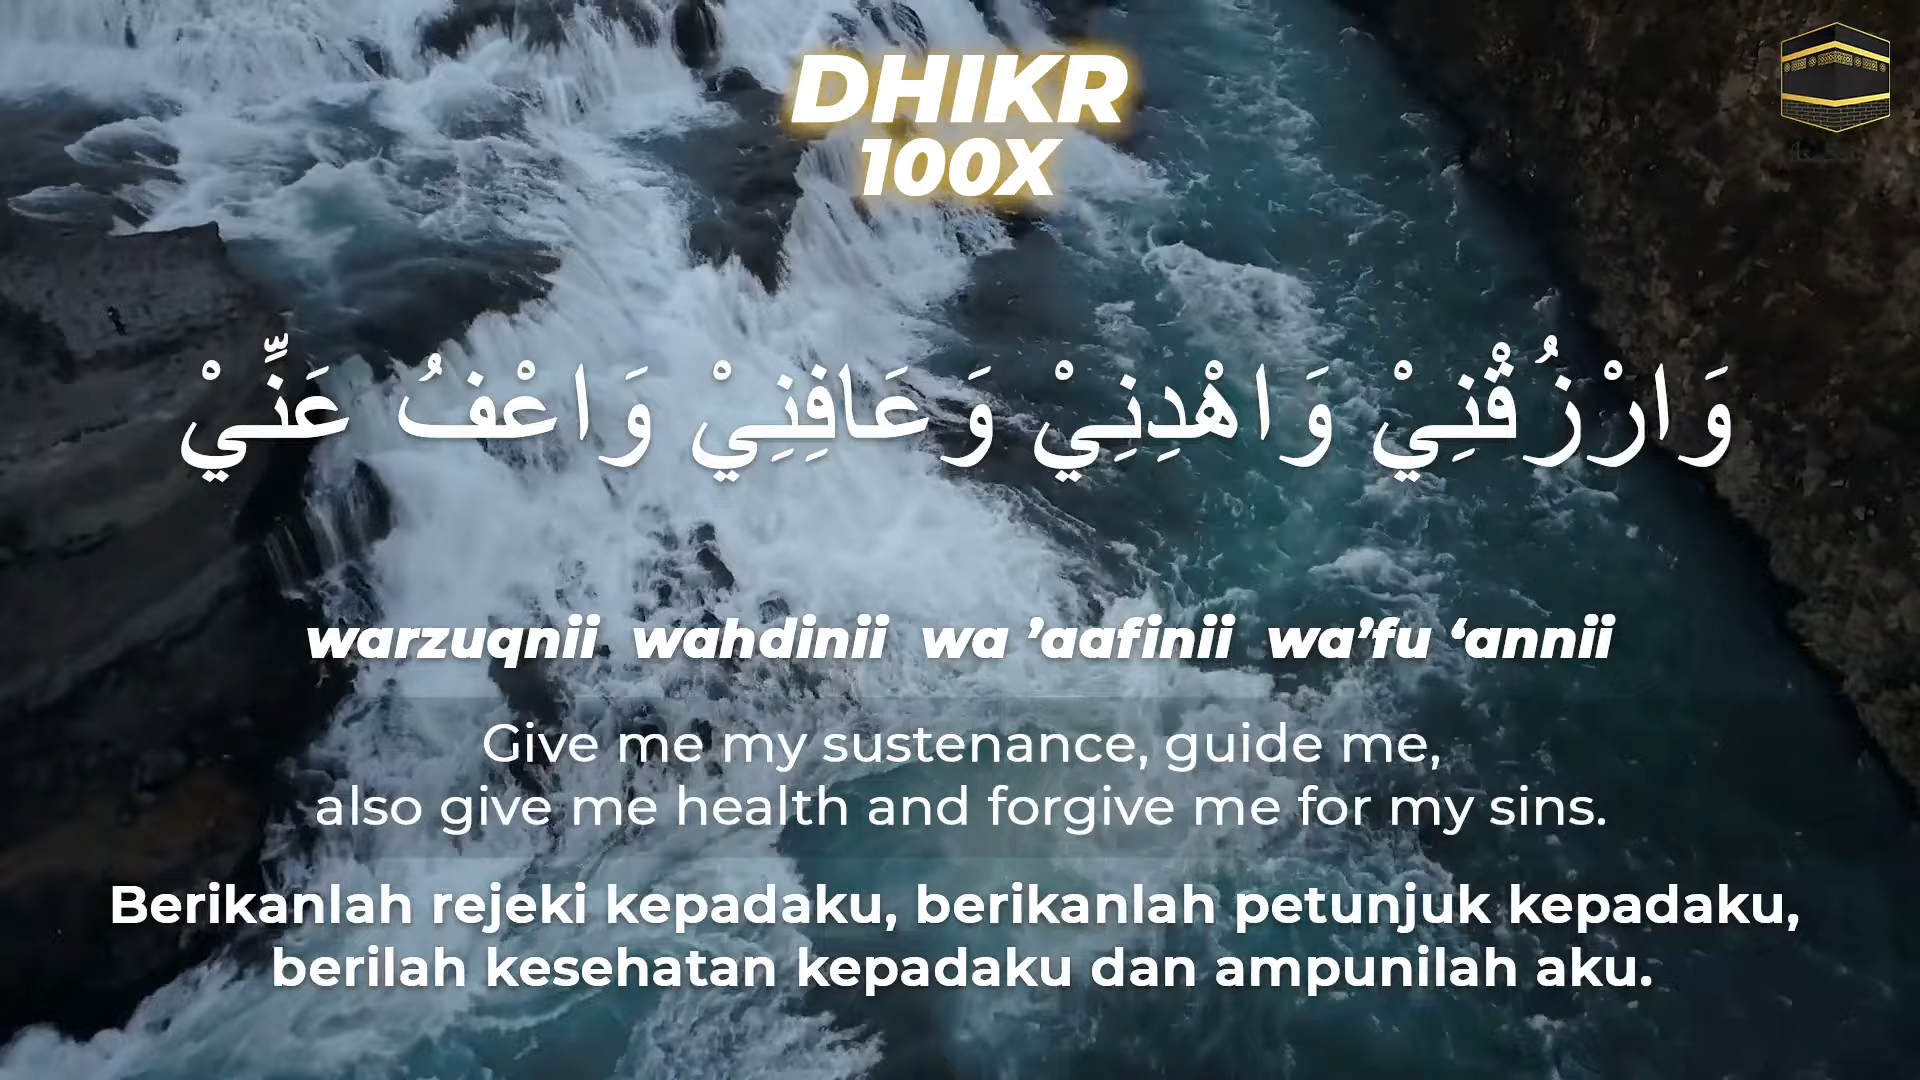 DHIKR
100X
وَارْزُقْنِيْ وَاهْدِنِيْ وَعَافِنِيْ وَاعْفُ عَنِّيْ
warzuqnii wahdinii wa ’aafinii wa’fu ‘annii
Give me my sustenance, guide me,
also give me health and forgive me for my sins.
Berikanlah rejeki kepadaku, berikanlah petunjuk kepadaku,
berilah kesehatan kepadaku dan ampunilah aku.